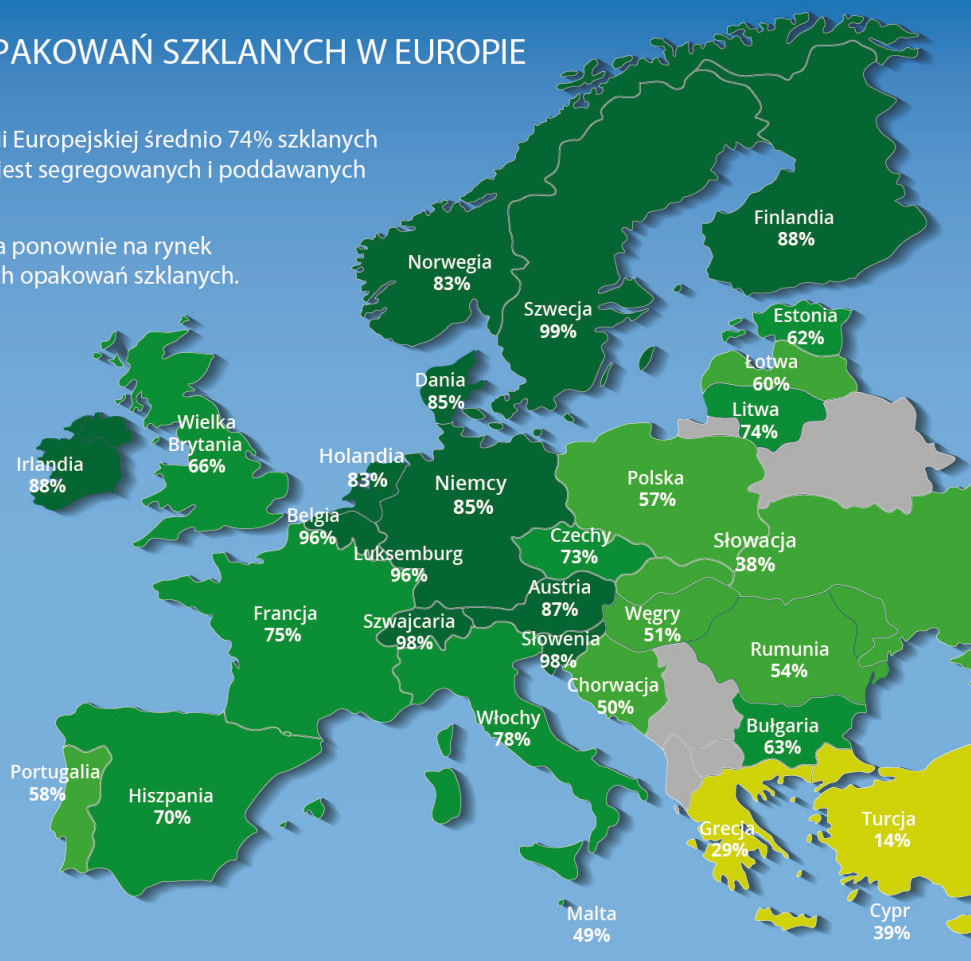 PAKOWAŃ SZKLANYCH W EUROPIE
ii Europejskiej średnio 74% szklanych
jest segregowanych i poddawanych
a ponownie na rynek
h opakowań szklanych.
Finlandia
88%
Norwegia
83%
Szwecja
99%
Estonia
62%
Łotwa
60%
Dania
85%
Litwa
74%
Wielka
Brytania
66%
Irlandia
88%
Holandia
83%
Niemcy
85%
Polska
57%
Belgia
96%
Czechy
73%
Słowacja
38%
Luksemburg
96%
Austria
87%
Francja
75%
Szwajcaria
98%
Węgry
51%
Słowenia
98%
Rumunia
54%
Chorwacja
50%
Włochy
78%
Bułgaria
63%
Portugalia
58%
Hiszpania
70%
Grecja
29%
Turcja
14%
Malta
49%
Cypr
39%